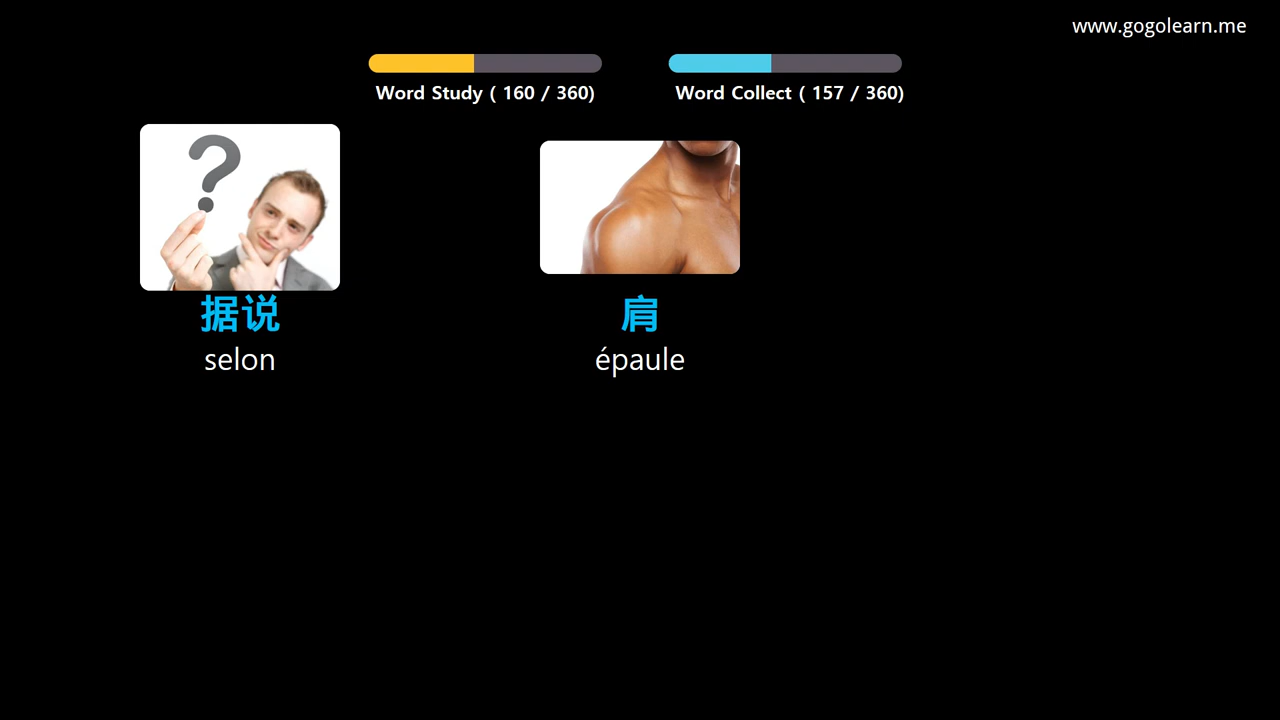 www.gogolearn.me
Word Study ( 160 / 360)
Word Collect ( 157 / 360)
?
据说
selon
肩
épaule